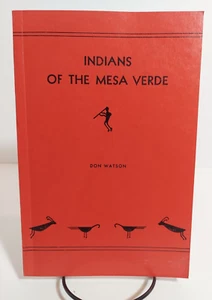 INDIANS
OF THE MESA VERDE
DON WATSON